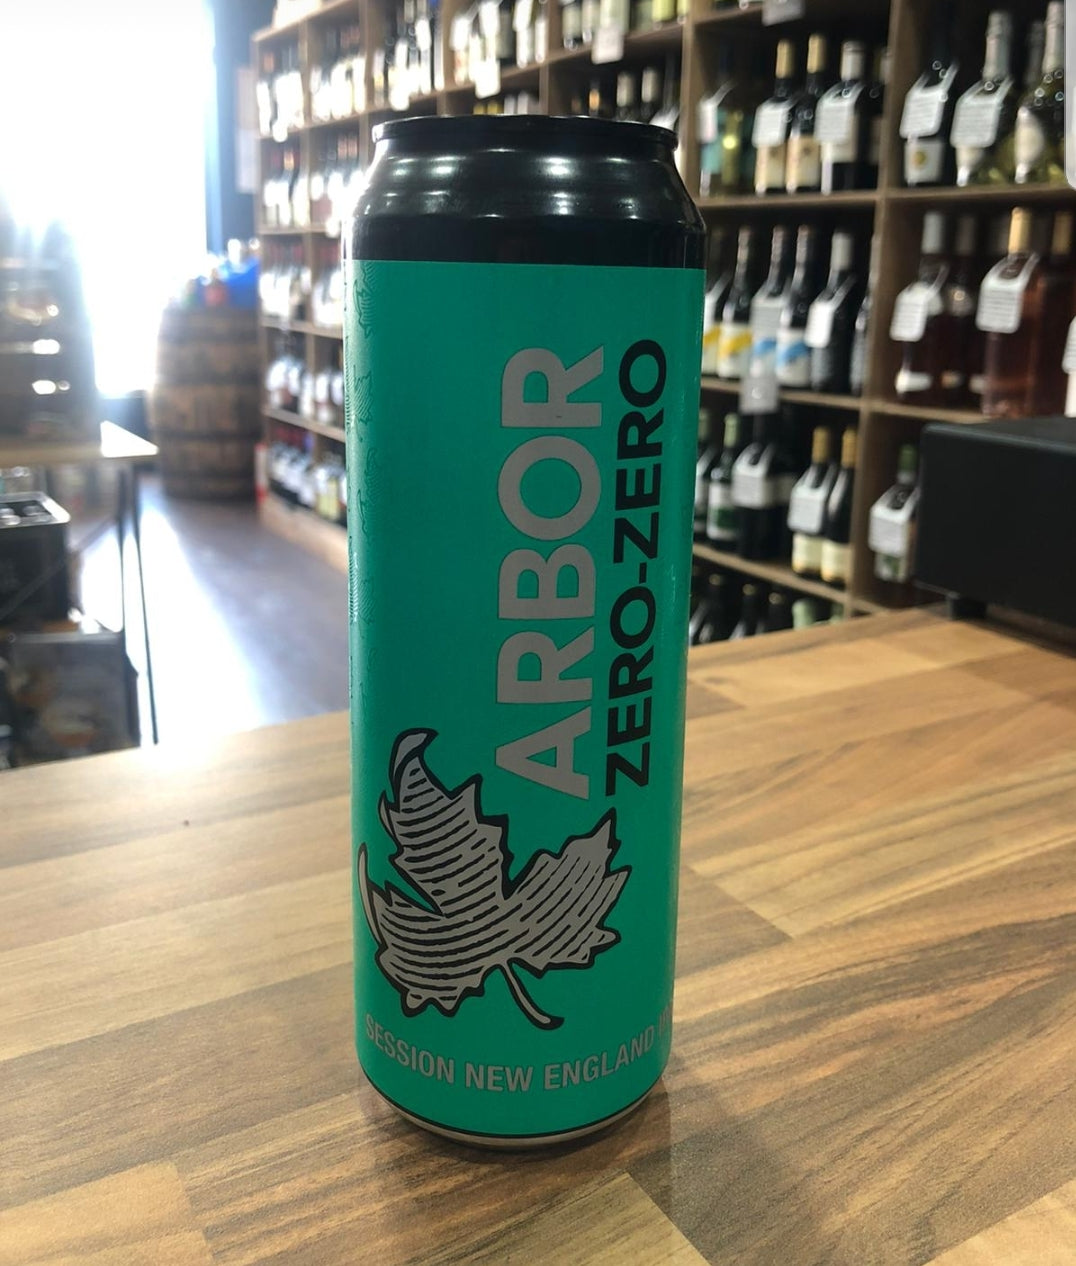 ARBOR
ZERO-ZERO
SESSION NEW ENGLAND